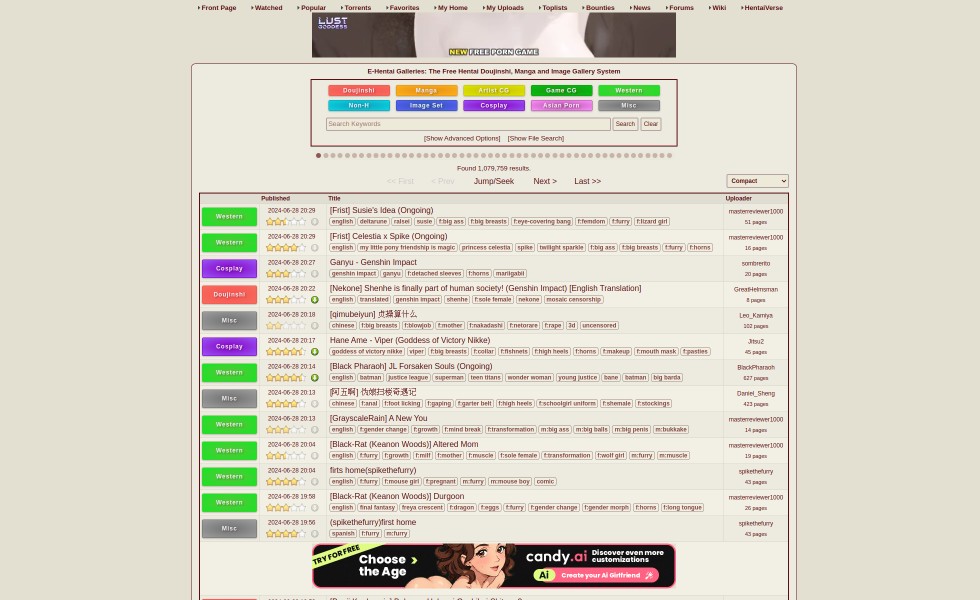 Front Page Watched Popular Torrents Favorites My Home My Uploads Toplists Bounties News Forums Wiki HentaiVerse
LUST
GODDESS
NEW FREE PORN GAME
E-Hentai Galleries: The Free Hentai Doujinshi, Manga and Image Gallery System
Doujinshi Manga Artist CG Game CG Western
Non-H Image Set Cosplay Asian Porn Misc
Search Keywords Search Clear
[Show Advanced Options] [Show File Search]
Found 1,079,759 results.
<< First < Prev Jump/Seek Next > Last >> Compact
Published Title Uploader
Western 2024-06-28 20:29 [Frist] Susie's Idea (Ongoing) masterreviewer1000
english deltarune ralsei susie f:big ass f:big breasts f:eye-covering bang f:femdom f:furry f:lizard girl 51 pages
Western 2024-06-28 20:29 [Frist] Celestia x Spike (Ongoing) masterreviewer1000
english my little pony friendship is magic princess celestia spike twilight sparkle f:big ass f:big breasts f:furry f:horns 16 pages
Cosplay 2024-06-28 20:27 Ganyu - Genshin Impact sombrerito
genshin impact ganyu f:detached sleeves f:horns mariigabii 20 pages
Doujinshi 2024-06-28 20:22 [Nekone] Shenhe is finally part of human society! (Genshin Impact) [English Translation] GreatHelmsman
english translated genshin impact shenhe f:sole female nekone mosaic censorship 8 pages
Misc 2024-06-28 20:18 [qimubeiyun] 贞操算什么 Leo_Kamiya
chinese f:big breasts f:blowjob f:mother f:nakadashi f:netorare f:rape 3d uncensored 102 pages
Cosplay 2024-06-28 20:17 Hane Ame - Viper (Goddess of Victory Nikke) Jitsu2
goddess of victory nikke viper f:big breasts f:collar f:fishnets f:high heels f:horns f:makeup f:mouth mask f:pasties 45 pages
Western 2024-06-28 20:14 [Black Pharaoh] JL Forsaken Souls (Ongoing) BlackPharaoh
english batman justice league superman teen titans wonder woman young justice bane batman big barda 627 pages
Misc 2024-06-28 20:13 [阿五啊] 伪娘扫楼奇遇记 Daniel_Sheng
chinese f:anal f:foot licking f:gaping f:garter belt f:high heels f:schoolgirl uniform f:shemale f:stockings 423 pages
Western 2024-06-28 20:13 [GrayscaleRain] A New You masterreviewer1000
english f:gender change f:growth f:mind break f:transformation m:big ass m:big balls m:big penis m:bukkake 14 pages
Western 2024-06-28 20:04 [Black-Rat (Keanon Woods)] Altered Mom masterreviewer1000
english f:furry f:growth f:milf f:mother f:muscle f:sole female f:transformation f:wolf girl m:furry m:muscle 19 pages
Western 2024-06-28 20:04 firts home(spikethefurry) spikethefurry
english f:furry f:mouse girl f:pregnant m:furry m:mouse boy comic 43 pages
Western 2024-06-28 19:58 [Black-Rat (Keanon Woods)] Durgoon masterreviewer1000
english final fantasy freya crescent f:dragon f:eggs f:furry f:gender change f:gender morph f:horns f:long tongue 26 pages
Misc 2024-06-28 19:56 (spikethefurry)first home spikethefurry
spanish f:furry m:furry 43 pages
TRY FOR FREE Choose the Age candy.ai Discover even more customizations
Ai Create your AI Girlfriend